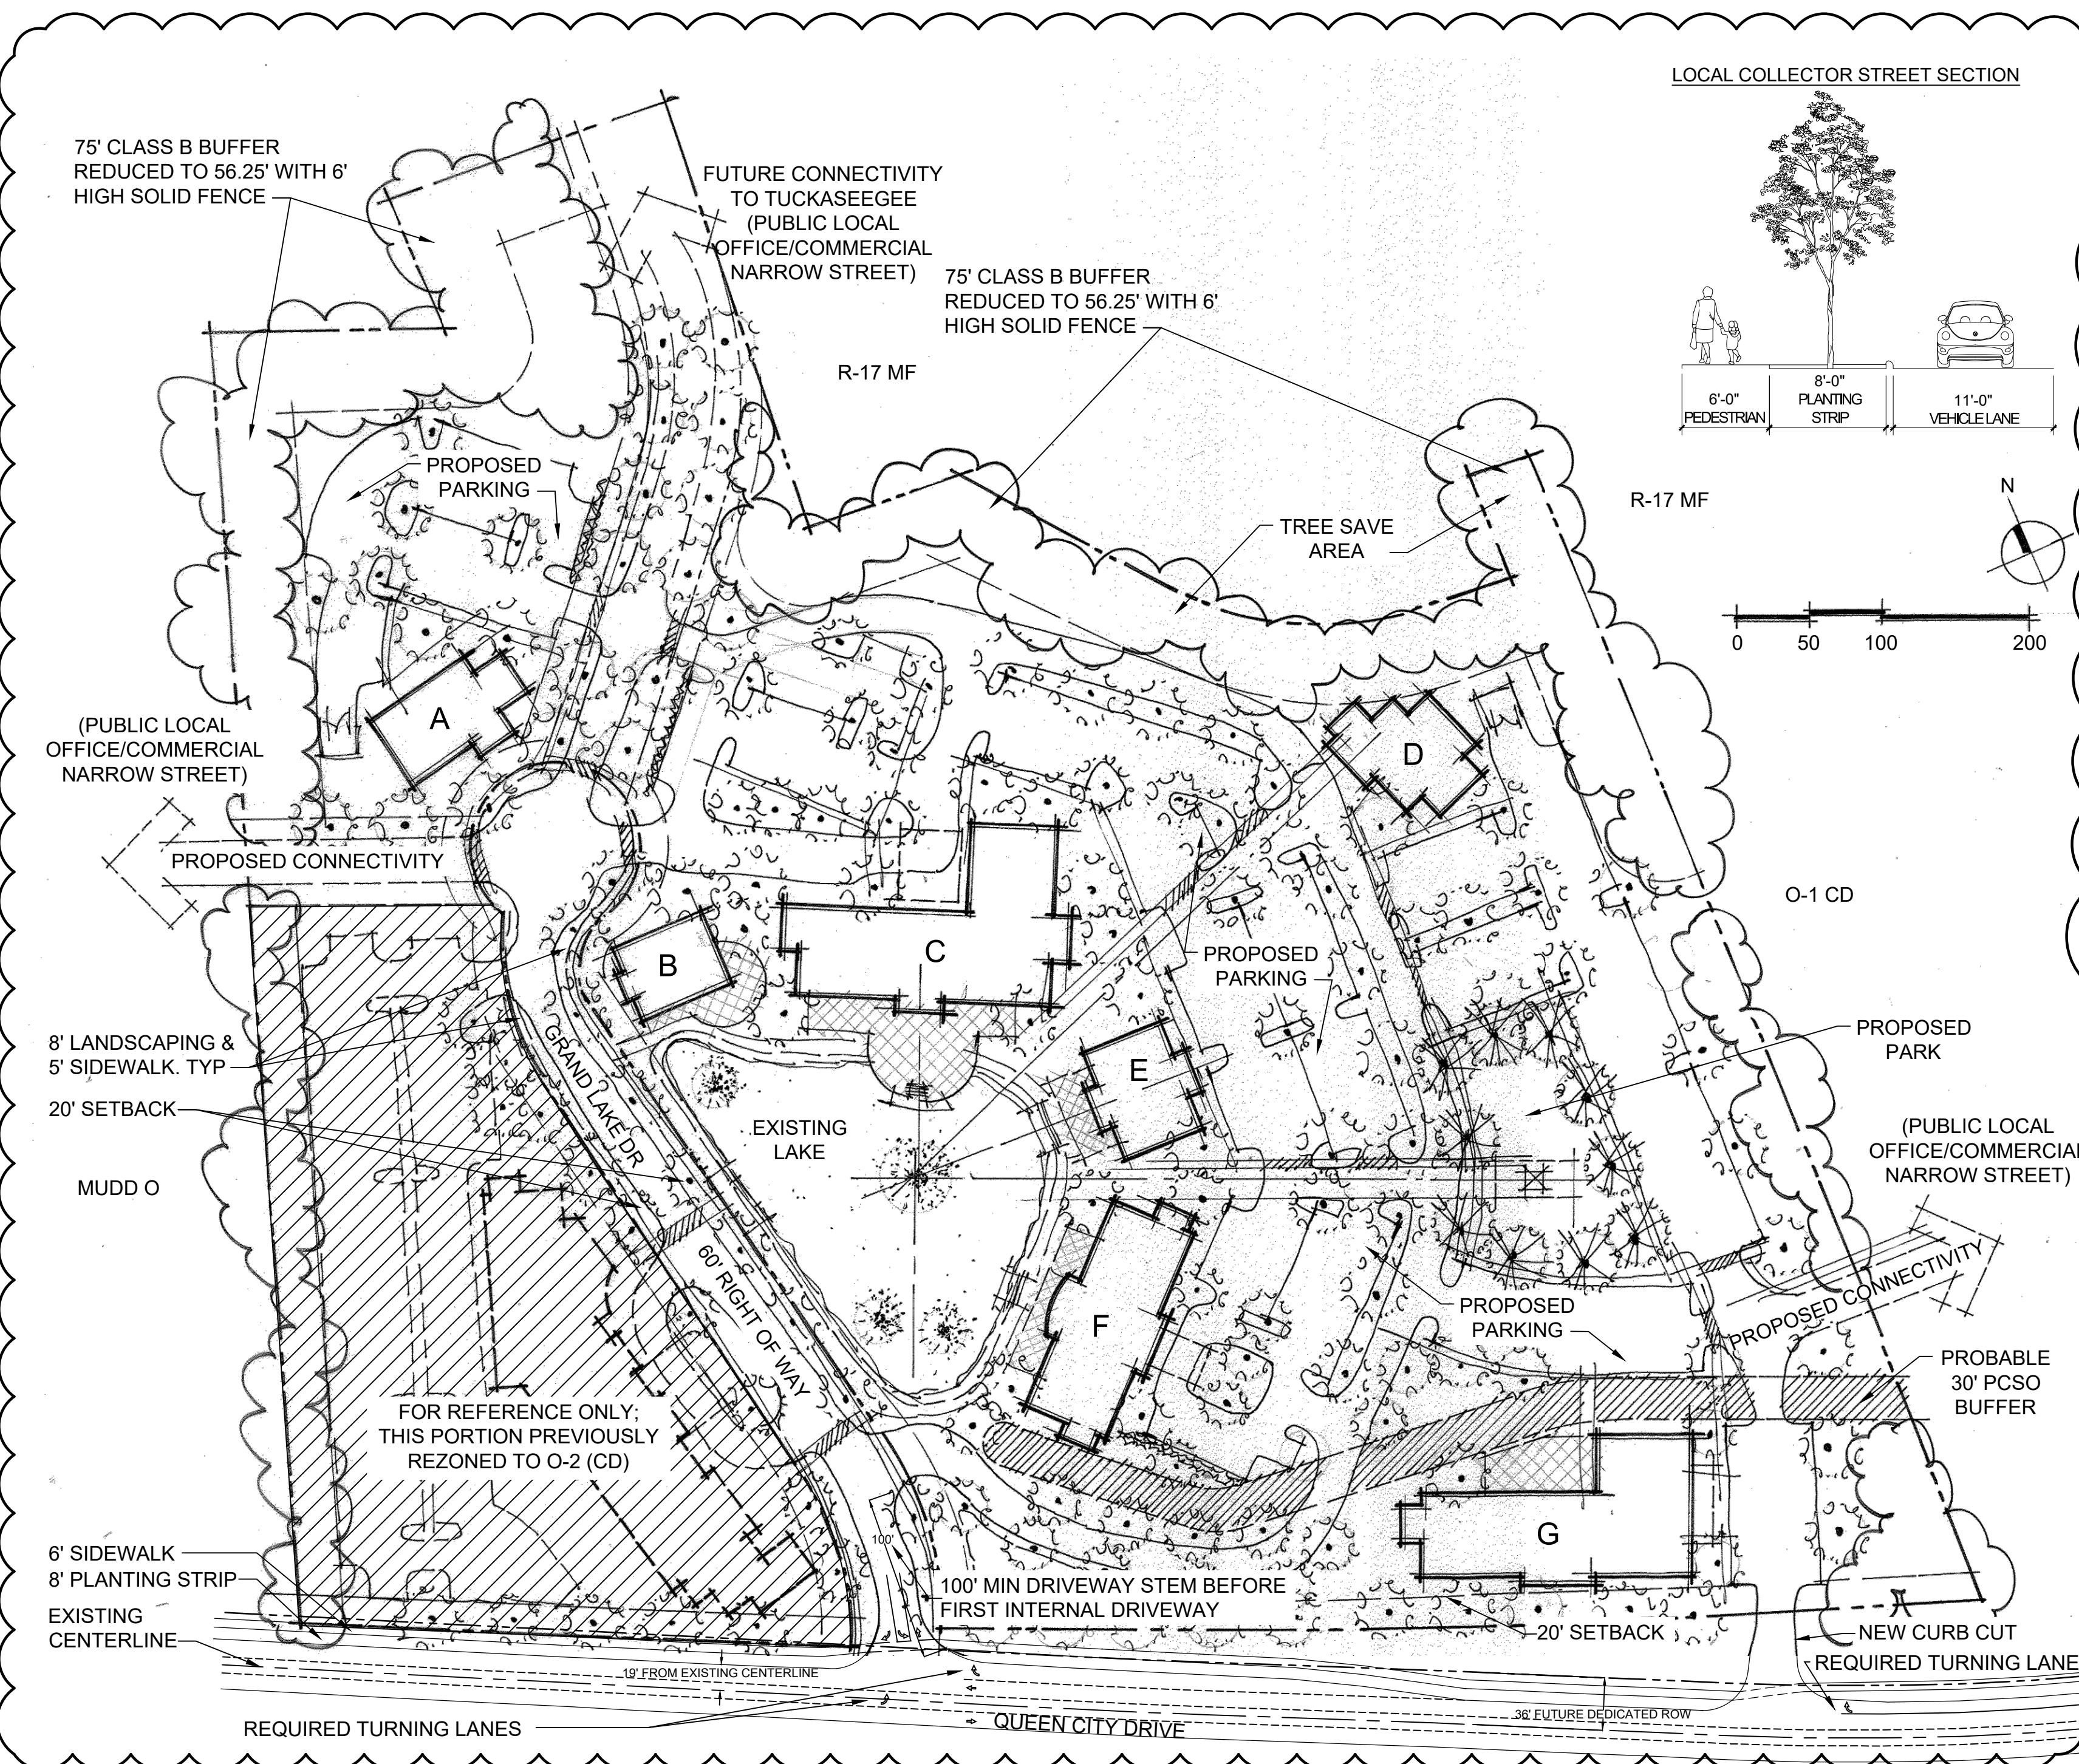 LOCAL COLLECTOR STREET SECTION
75' CLASS B BUFFER
REDUCED TO 56.25' WITH 6'
HIGH SOLID FENCE
FUTURE CONNECTIVITY
TO TUCKASEEGEE
(PUBLIC LOCAL
OFFICE/COMMERCIAL
NARROW STREET)
75' CLASS B BUFFER
REDUCED TO 56.25' WITH 6'
HIGH SOLID FENCE
R-17 MF
6'-0"
PEDESTRIAN
8'-0"
PLANTING
STRIP
11'-0"
VEHICLE LANE
PROPOSED
PARKING
TREE SAVE
AREA
R-17 MF
N
0 50 100 200
A
(PUBLIC LOCAL
OFFICE/COMMERCIAL
NARROW STREET)
D
PROPOSED CONNECTIVITY
O-1 CD
B
C
PROPOSED
PARKING
8' LANDSCAPING &
5' SIDEWALK. TYP
20' SETBACK
GRAND LAKE DR
E
PROPOSED
PARK
EXISTING
LAKE
(PUBLIC LOCAL
OFFICE/COMMERCIAL
NARROW STREET)
MUDD O
60' RIGHT OF WAY
F
PROPOSED
PARKING
PROPOSED CONNECTIVITY
PROBABLE
30' PCSO
BUFFER
FOR REFERENCE ONLY;
THIS PORTION PREVIOUSLY
REZONED TO O-2 (CD)
G
100'
6' SIDEWALK
8' PLANTING STRIP
100' MIN DRIVEWAY STEM BEFORE
FIRST INTERNAL DRIVEWAY
EXISTING
CENTERLINE
20' SETBACK
NEW CURB CUT
REQUIRED TURNING LANE
19' FROM EXISTING CENTERLINE
36' FUTURE DEDICATED ROW
REQUIRED TURNING LANES
QUEEN CITY DRIVE